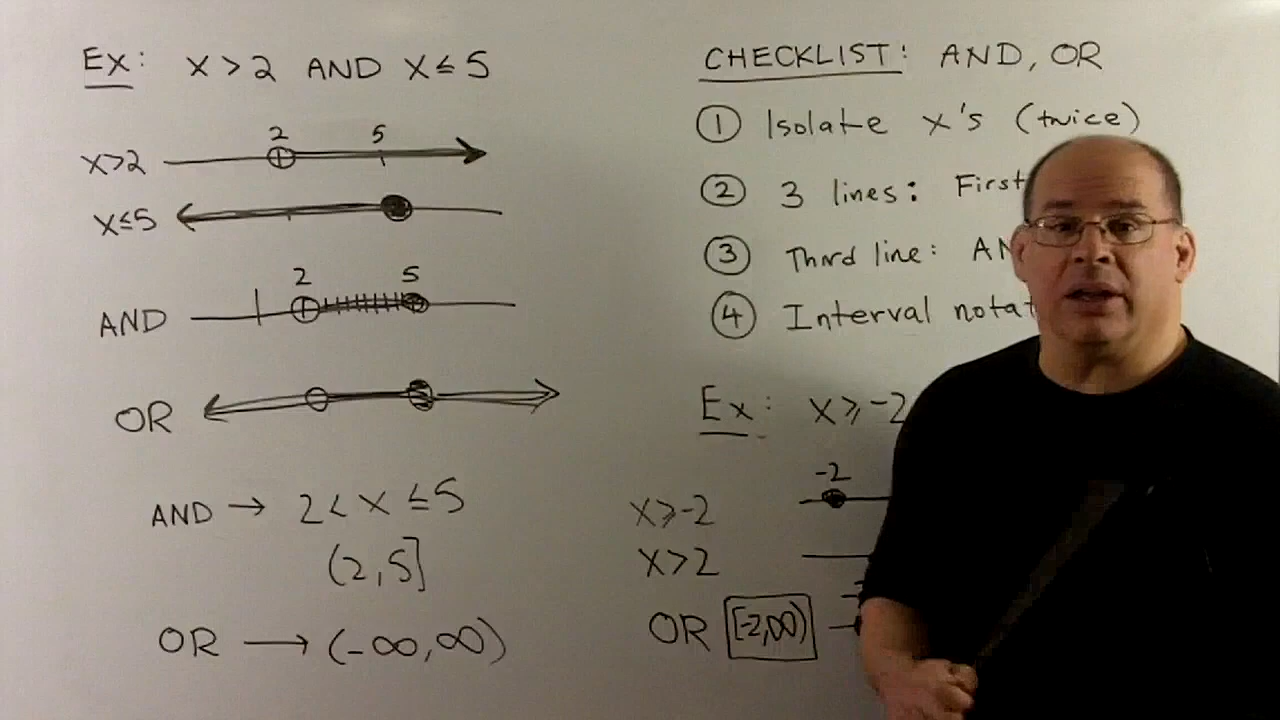 Ex: x > 2 AND x ≤ 5
2 5
x>2
x≤5
2 5
AND
OR
AND → 2 < x ≤ 5
(2, 5]
OR → (-∞, ∞)
CHECKLIST: AND, OR
① Isolate x's (twice)
② 3 lines: First
③ Third line:
④ Interval
Ex: x ≥ -2
-2
x ≥ -2
x > 2
OR [-2,∞)